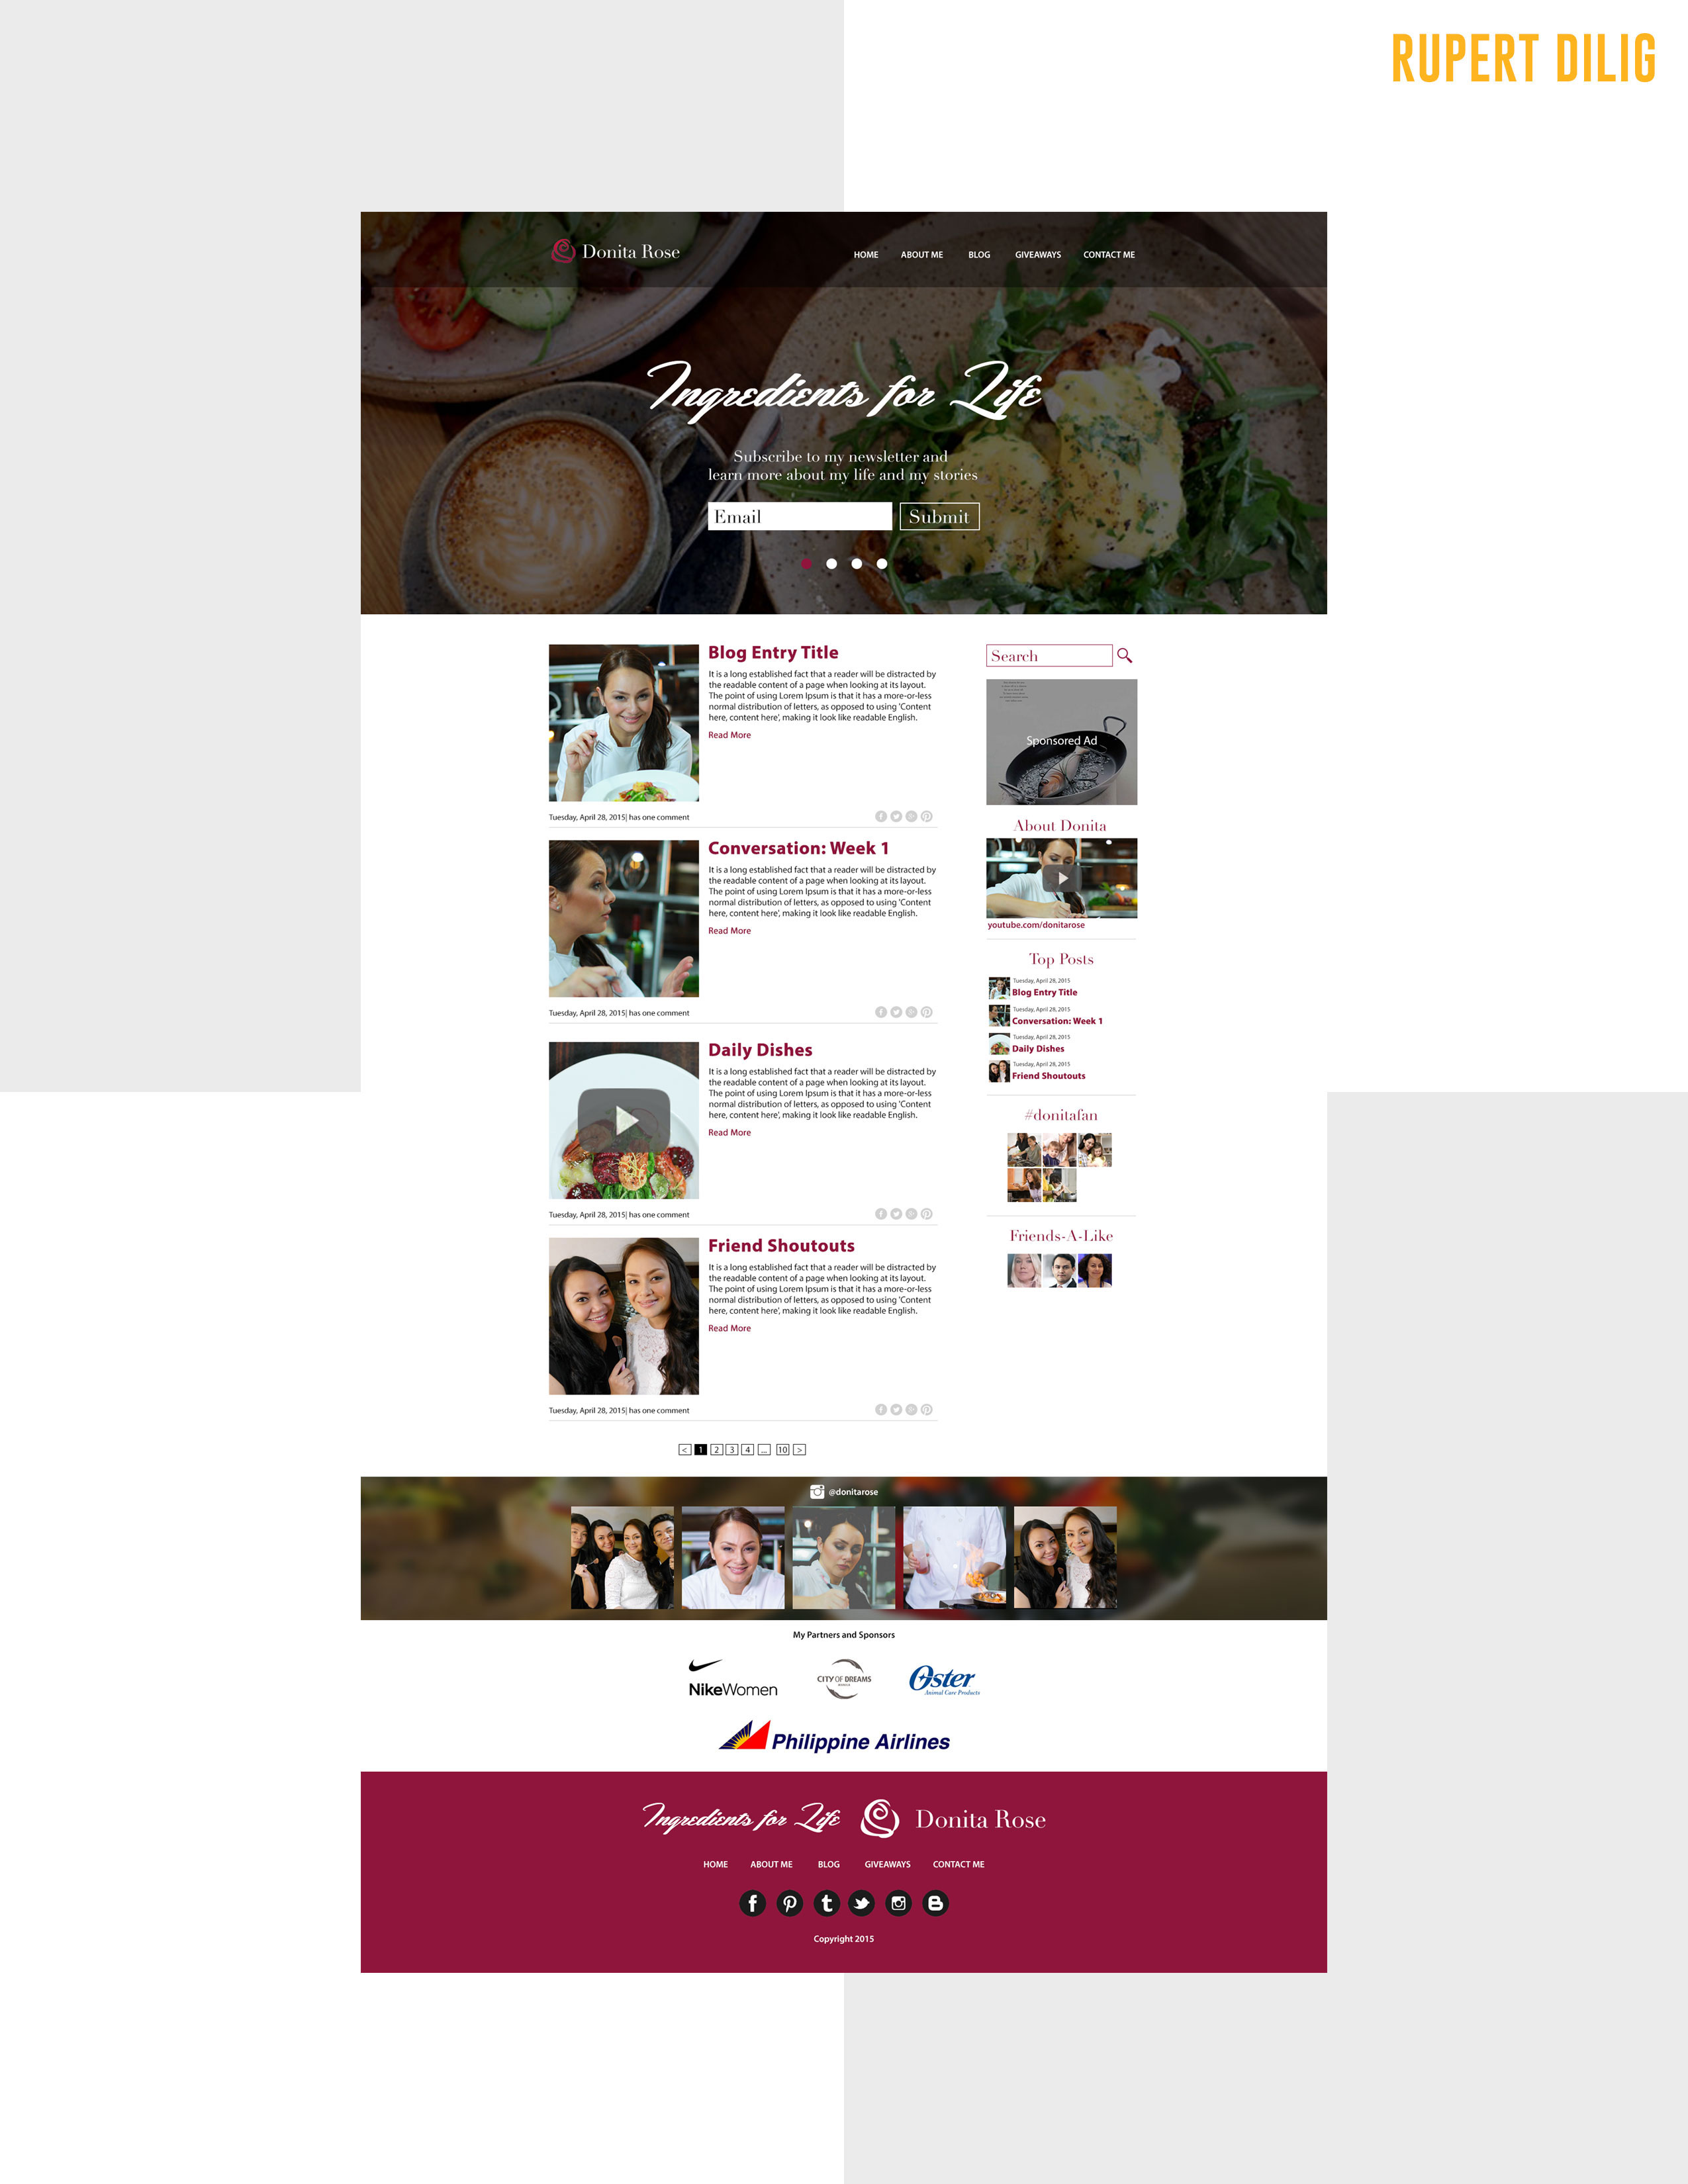 RUPERT DILIG
Donita Rose
HOME ABOUT ME BLOG GIVEAWAYS CONTACT ME
Ingredients for Life
Subscribe to my newsletter and
learn more about my life and my stories
Email Submit
Blog Entry Title
It is a long established fact that a reader will be distracted by
the readable content of a page when looking at its layout.
The point of using Lorem Ipsum is that it has a more-or-less
normal distribution of letters, as opposed to using 'Content
here, content here', making it look like readable English.
Read More
Tuesday, April 28, 2015| has one comment
Conversation: Week 1
It is a long established fact that a reader will be distracted by
the readable content of a page when looking at its layout.
The point of using Lorem Ipsum is that it has a more-or-less
normal distribution of letters, as opposed to using 'Content
here, content here', making it look like readable English.
Read More
Tuesday, April 28, 2015| has one comment
Daily Dishes
It is a long established fact that a reader will be distracted by
the readable content of a page when looking at its layout.
The point of using Lorem Ipsum is that it has a more-or-less
normal distribution of letters, as opposed to using 'Content
here, content here', making it look like readable English.
Read More
Tuesday, April 28, 2015| has one comment
Friend Shoutouts
It is a long established fact that a reader will be distracted by
the readable content of a page when looking at its layout.
The point of using Lorem Ipsum is that it has a more-or-less
normal distribution of letters, as opposed to using 'Content
here, content here', making it look like readable English.
Read More
Tuesday, April 28, 2015| has one comment
< 1 2 3 4 ... 10 >
Search
Sponsored Ad
About Donita
youtube.com/donitarose
Top Posts
Tuesday, April 28, 2015
Blog Entry Title
Tuesday, April 28, 2015
Conversation: Week 1
Tuesday, April 28, 2015
Daily Dishes
Tuesday, April 28, 2015
Friend Shoutouts
#donitafan
Friends-A-Like
@donitarose
My Partners and Sponsors
NikeWomen
CITY OF DREAMS
MANILA
Oster
Animal Care Products
Philippine Airlines
Ingredients for Life Donita Rose
HOME ABOUT ME BLOG GIVEAWAYS CONTACT ME
Copyright 2015